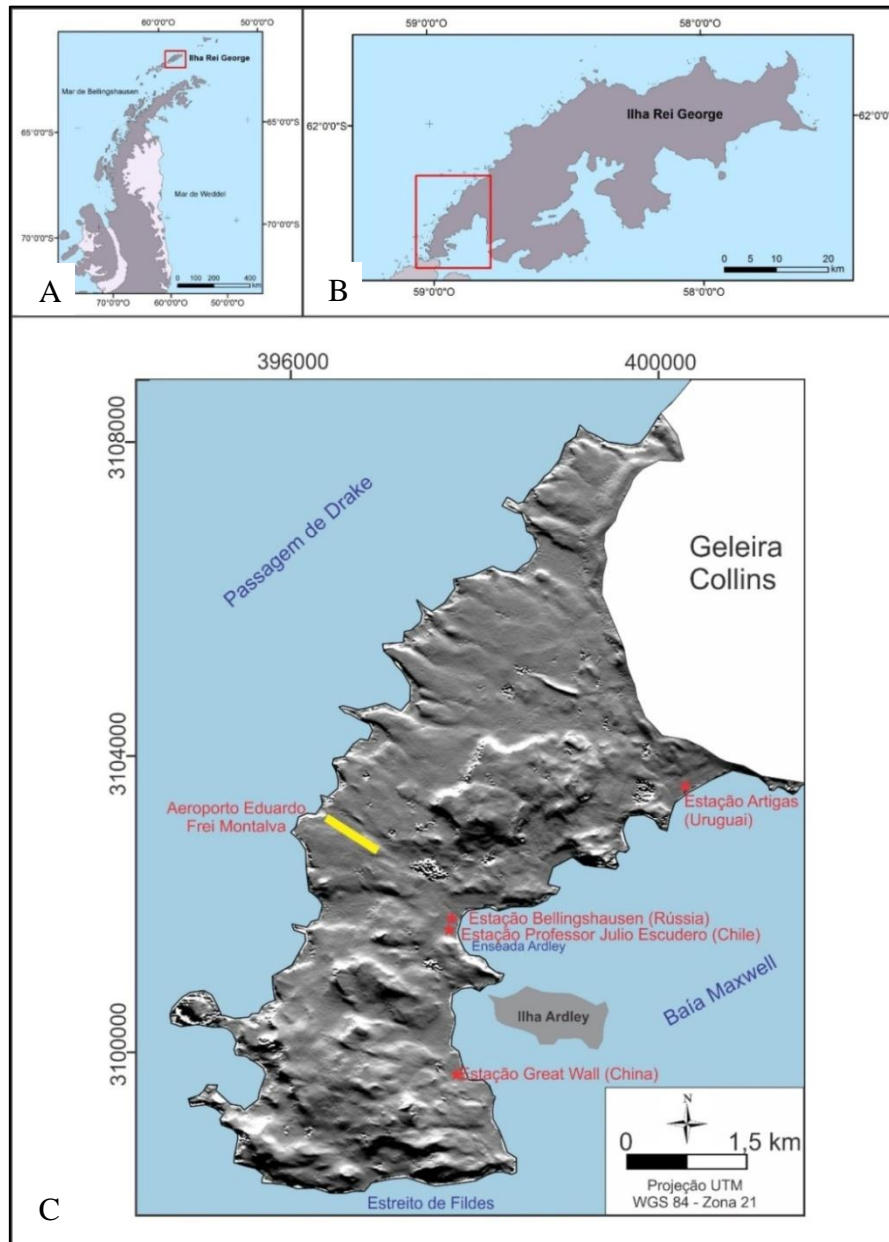 60°0'0"O
50°0'0"O
Ilha Rei George
Mar de Bellingshausen
65°0'0"S
65°0'0"S
Mar de Weddel
70°0'0"S
70°0'0"S
0 100 200 400
km
70°0'0"O
60°0'0"O
50°0'0"O
A
59°0'0"O
58°0'0"O
62°0'0"S
62°0'0"S
Ilha Rei George
0 5 10 20
km
59°0'0"O
58°0'0"O
B
396000
400000
3108000
Passagem de Drake
Geleira
Collins
3104000
Aeroporto Eduardo
Frei Montalva
Estação Artigas
(Uruguai)
Estação Bellingshausen (Rússia)
Estação Professor Julio Escudero (Chile)
Enseada Ardley
Baía Maxwell
Ilha Ardley
3100000
Estação Great Wall (China)
N
0 1,5 km
Projeção UTM
WGS 84 - Zona 21
Estreito de Fildes
C